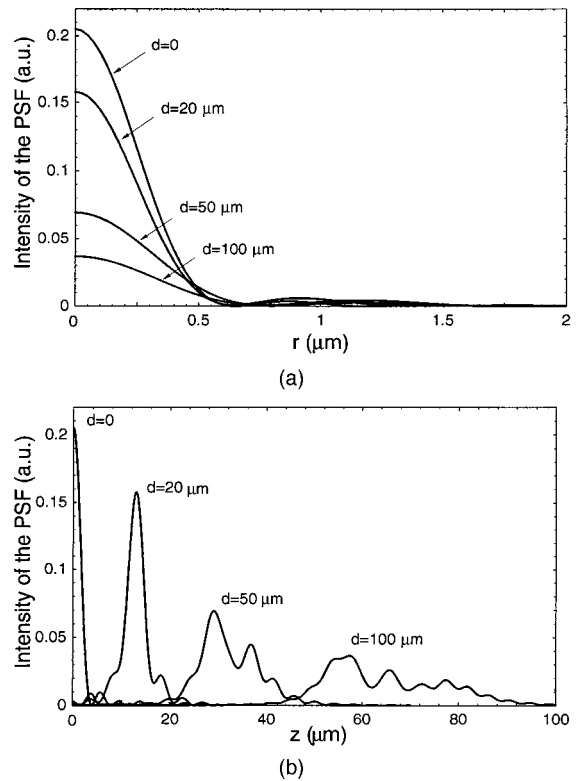 Intensity of the PSF (a.u.)
0.2
0.15
0.1
0.05
0
d=0
d=20 μm
d=50 μm
d=100 μm
0
0.5
1
1.5
2
r (μm)
(a)
Intensity of the PSF (a.u.)
0.2
0.15
0.1
0.05
0
d=0
d=20 μm
d=50 μm
d=100 μm
0
20
40
60
80
100
z (μm)
(b)